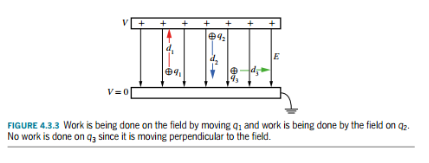 V + + + + + + +
⊕q₂
d₁
d₂
E
⊕q₁
⊕ d₃
q₃
V = 0
FIGURE 4.3.3 Work is being done on the field by moving q₁ and work is being done by the field on q₂.
No work is done on q₃ since it is moving perpendicular to the field.